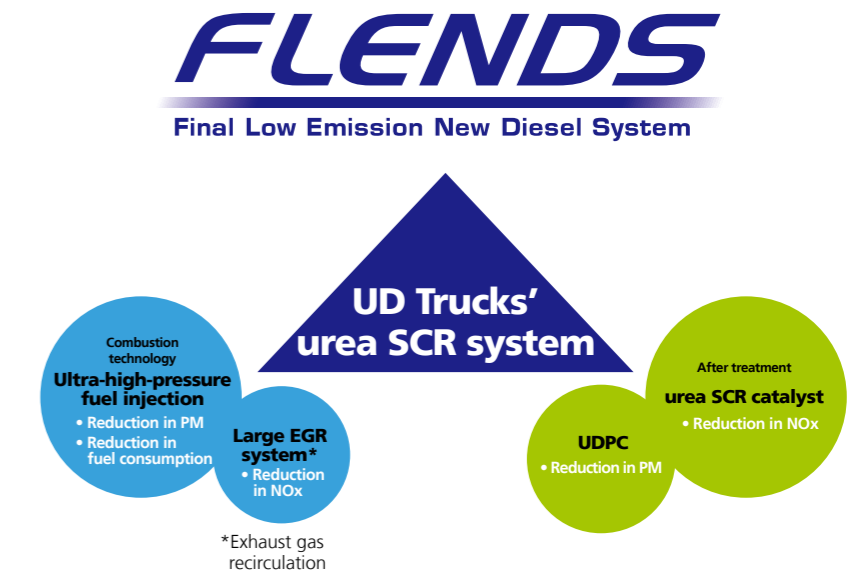 FLENDS
Final Low Emission New Diesel System
UD Trucks’
urea SCR system
Combustion
technology
Ultra-high-pressure
fuel injection
• Reduction in PM
• Reduction in
fuel consumption
Large EGR
system*
• Reduction
in NOx
*Exhaust gas
recirculation
UDPC
• Reduction in PM
After treatment
urea SCR catalyst
• Reduction in NOx